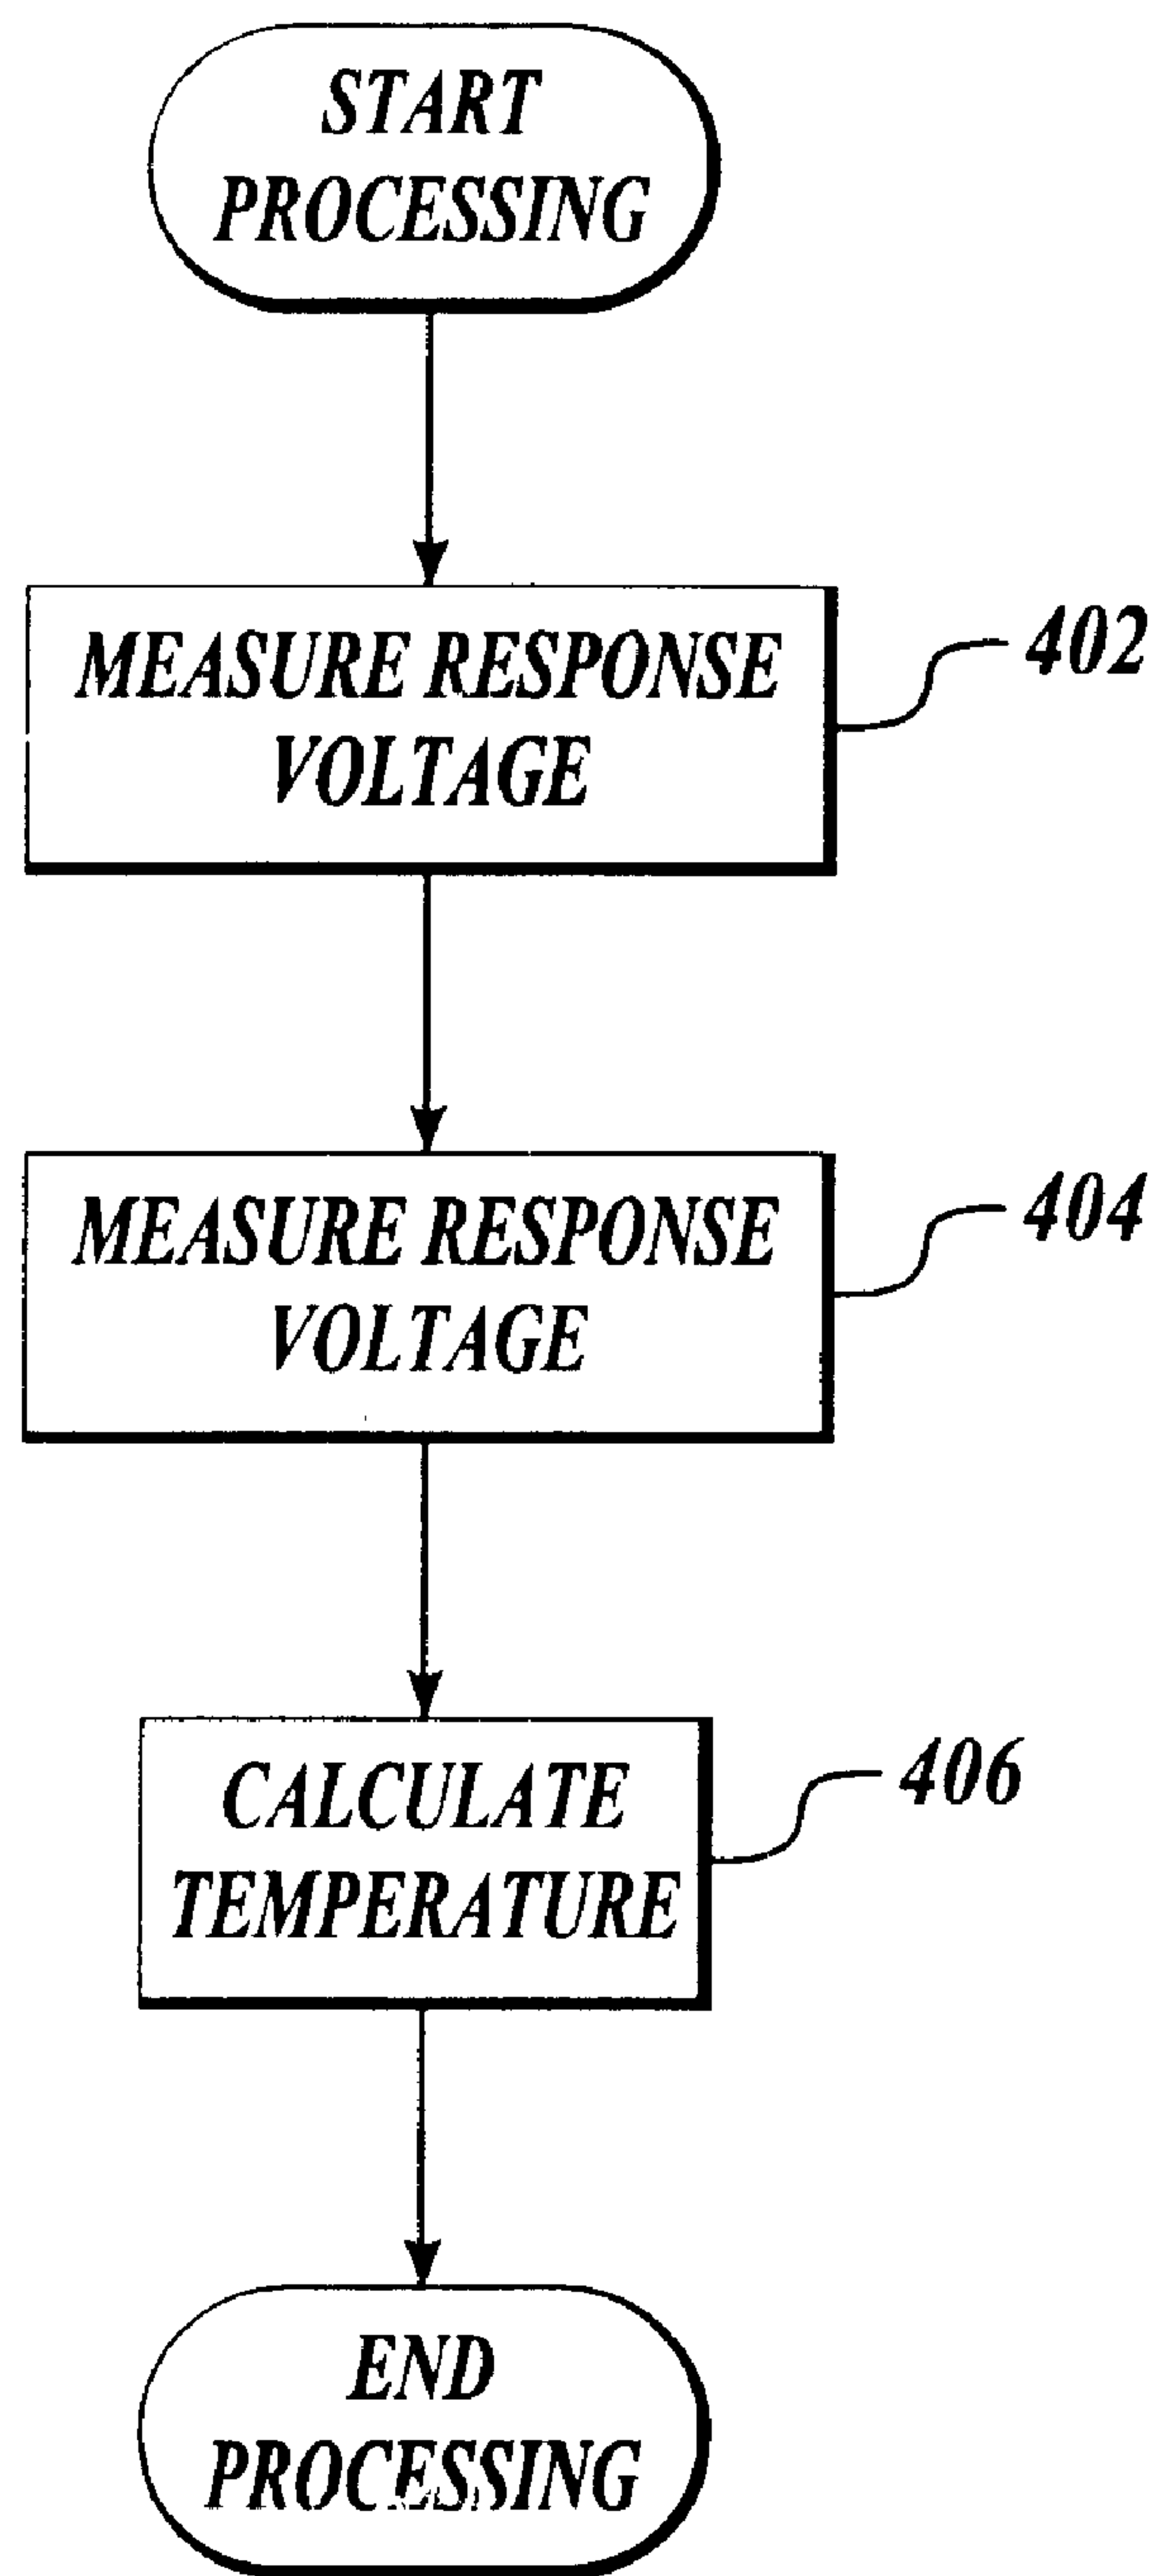 START
PROCESSING
MEASURE RESPONSE
VOLTAGE
402
MEASURE RESPONSE
VOLTAGE
404
CALCULATE
TEMPERATURE
406
END
PROCESSING